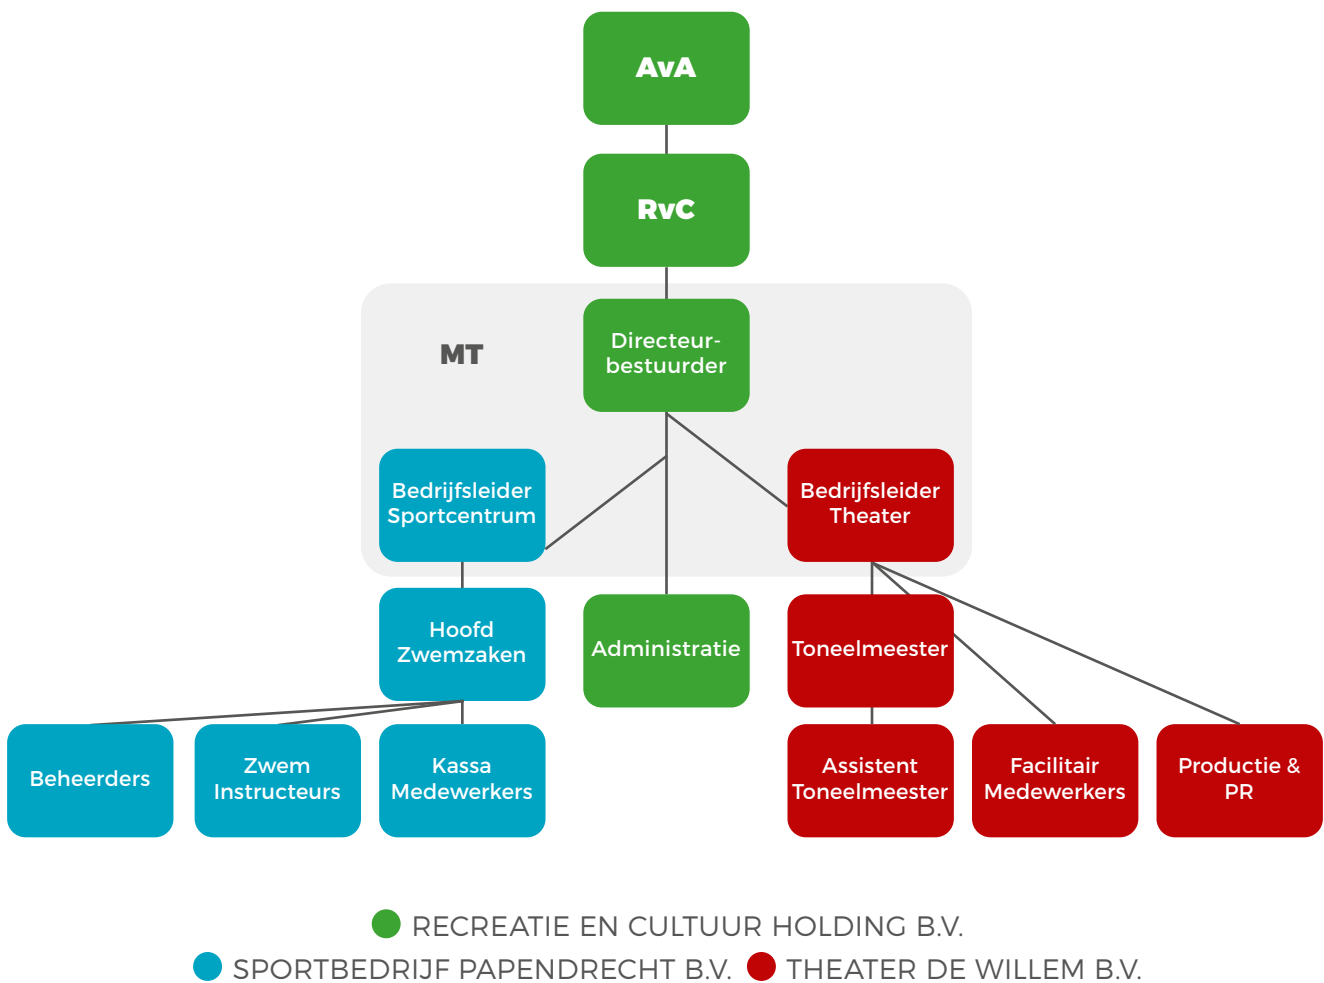 AvA
RvC
MT
Directeur-
bestuurder
Bedrijfsleider
Sportcentrum
Bedrijfsleider
Theater
Hoofd
Zwemzaken
Administratie
Toneelmeester
Beheerders
Zwem
Instructeurs
Kassa
Medewerkers
Assistent
Toneelmeester
Facilitair
Medewerkers
Productie &
PR
RECREATIE EN CULTUUR HOLDING B.V.
SPORTBEDRIJF PAPENDRECHT B.V.
THEATER DE WILLEM B.V.